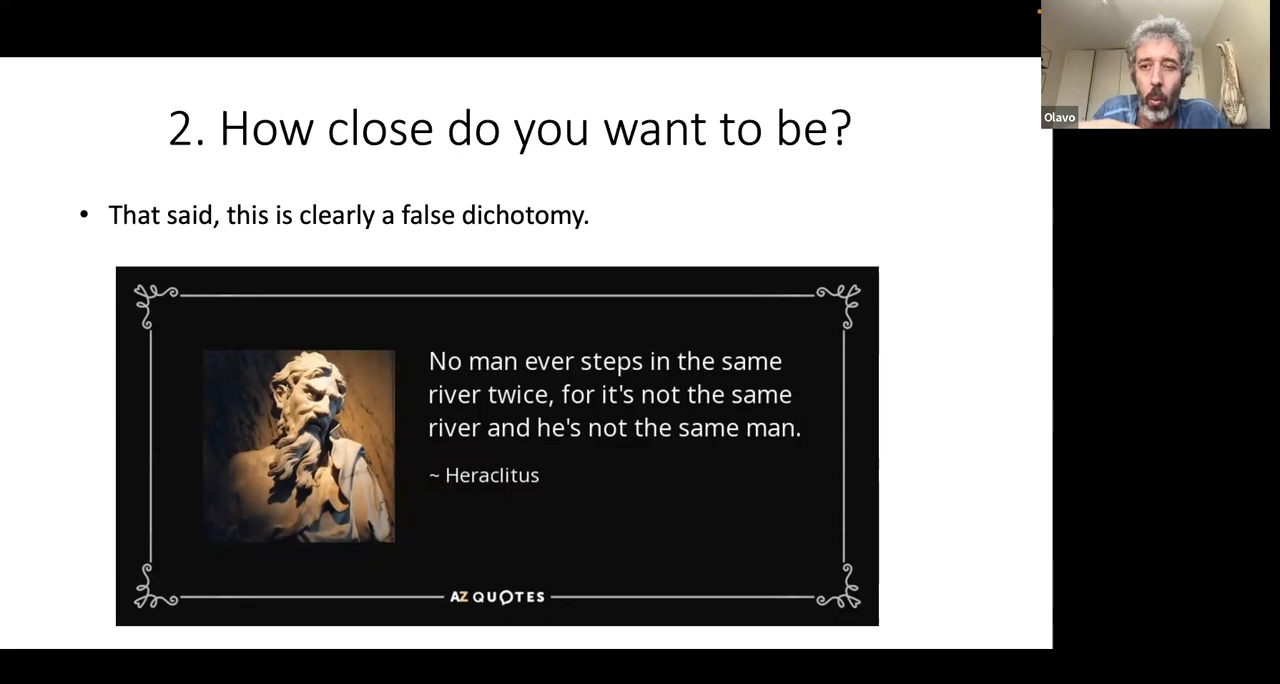 2. How close do you want to be?
• That said, this is clearly a false dichotomy.
No man ever steps in the same
river twice, for it's not the same
river and he's not the same man.
~ Heraclitus
AZ QUOTES
Olavo